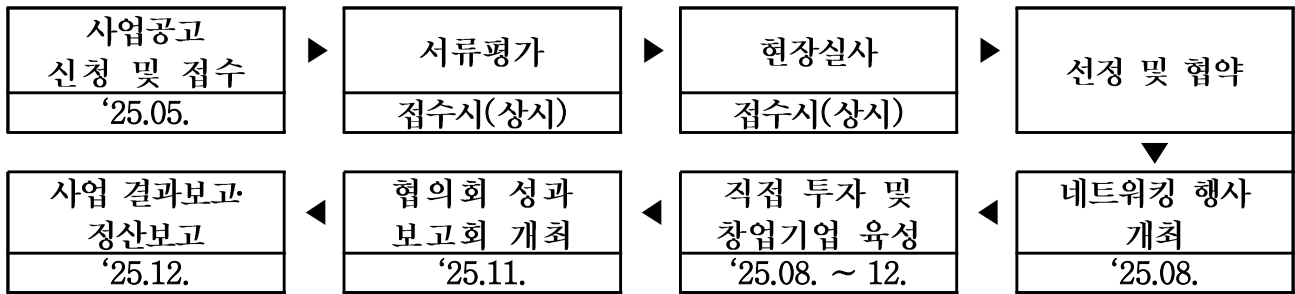 사업공고
신청 및 접수
‘25.05.
▶
서류평가
접수시(상시)
▶
현장실사
접수시(상시)
▶
선정 및 협약
▼
네트워킹 행사
개최
‘25.08.
◀
직접 투자 및
창업기업 육성
‘25.08. ~ 12.
◀
협의회 성과
보고회 개최
‘25.11.
◀
사업 결과보고·
정산보고
‘25.12.